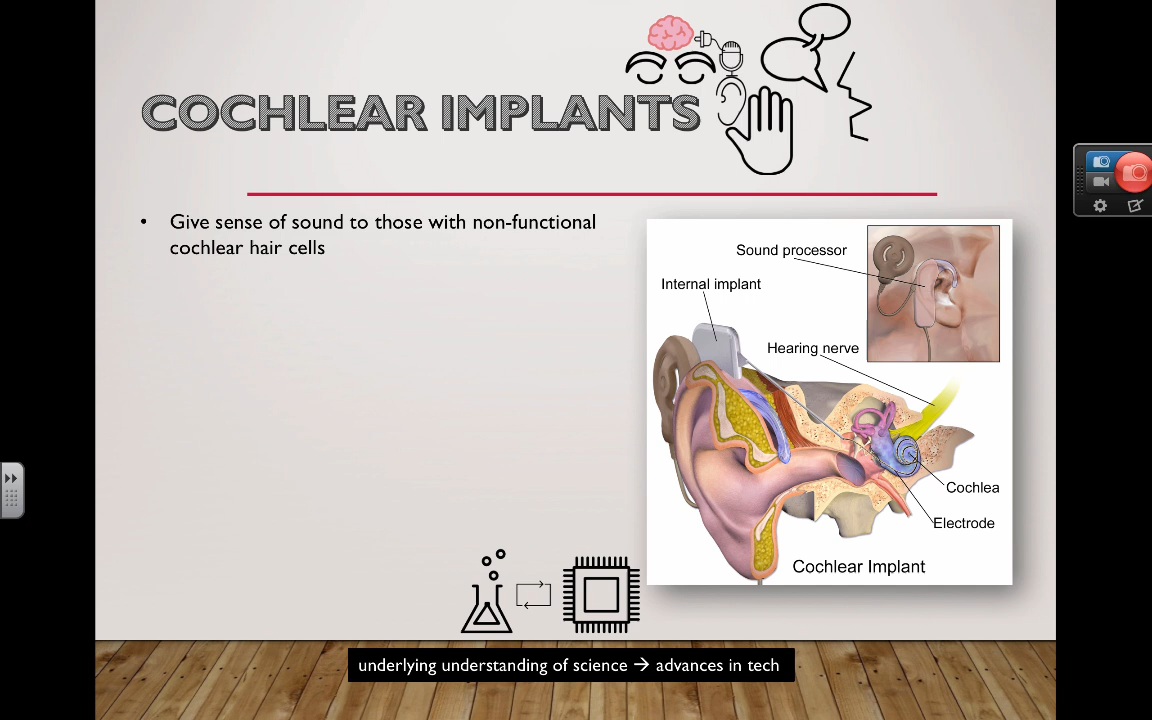 COCHLEAR IMPLANTS
• Give sense of sound to those with non-functional
cochlear hair cells
Sound processor
Internal implant
Hearing nerve
Cochlea
Electrode
Cochlear Implant
underlying understanding of science → advances in tech